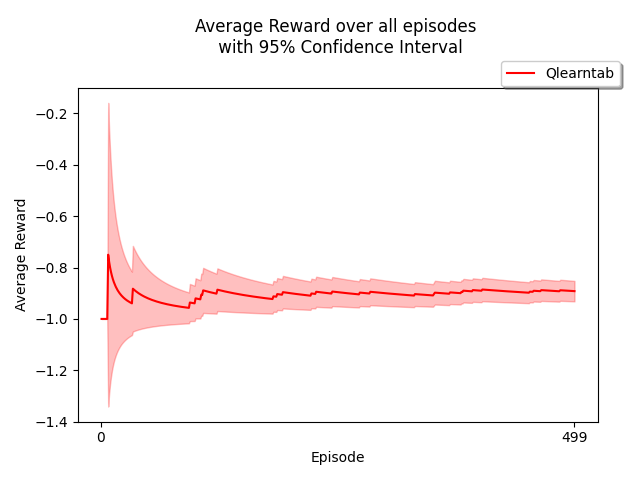 Average Reward over all episodes
with 95% Confidence Interval
Qlearntab
Average Reward
−0.2
−0.4
−0.6
−0.8
−1.0
−1.2
−1.4
0
499
Episode